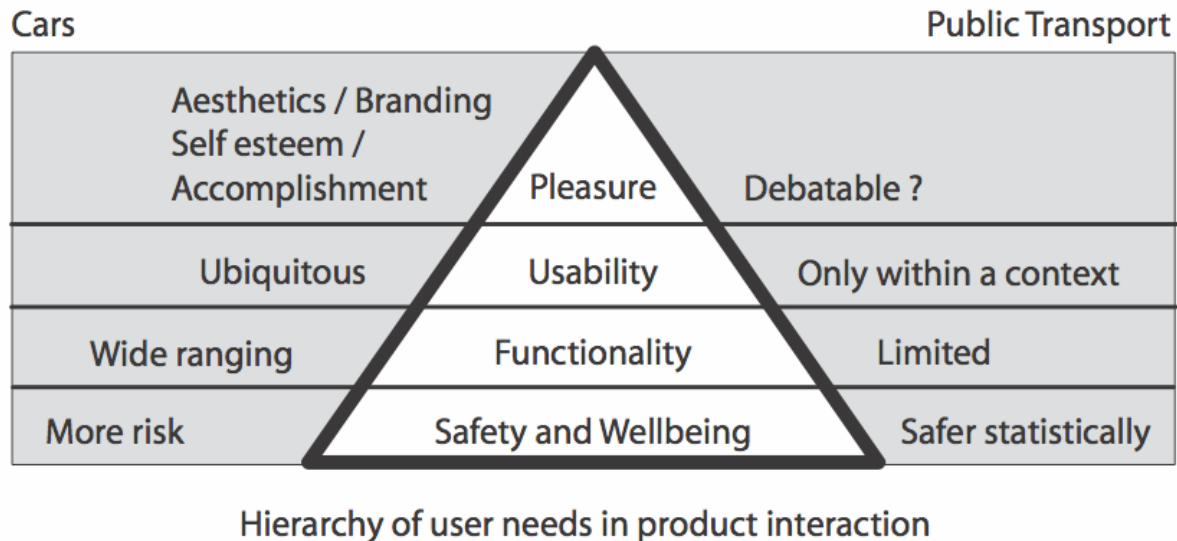 Cars
Public Transport
Aesthetics / Branding
Self esteem /
Accomplishment
Pleasure
Debatable ?
Ubiquitous
Usability
Only within a context
Wide ranging
Functionality
Limited
More risk
Safety and Wellbeing
Safer statistically
Hierarchy of user needs in product interaction